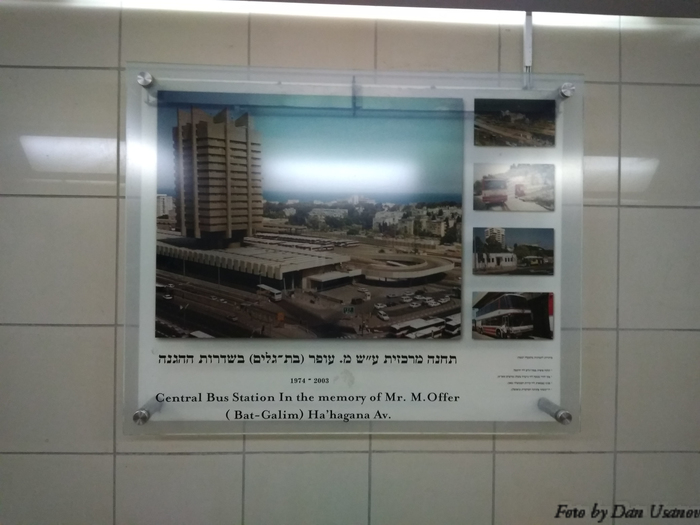 תחנה מרכזית ע״ש מ. עופר (בת־גלים) בשדרות ההגנה
1974 - 2003
Central Bus Station In the memory of Mr. M.Offer
( Bat-Galim) Ha'hagana Av.
Foto by Dan Usanov